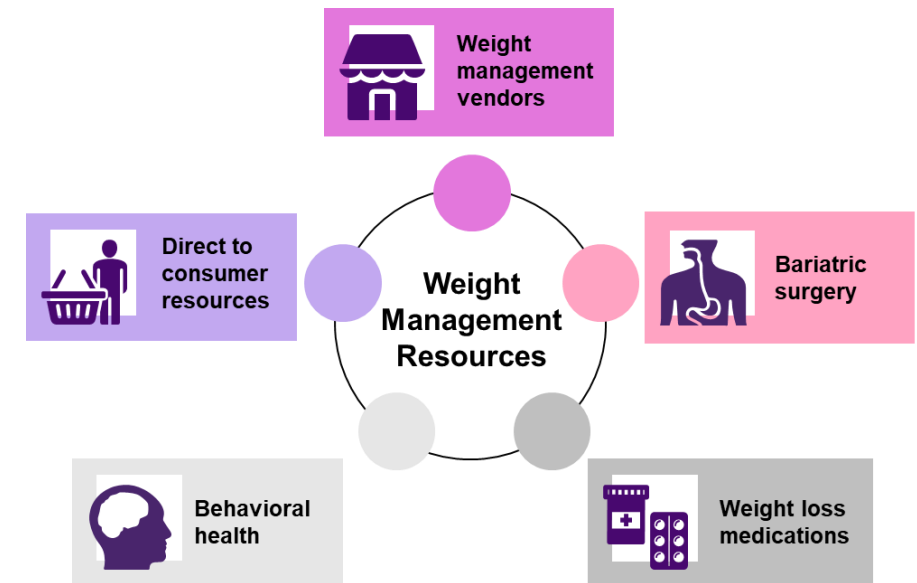 Weight
management
vendors
Direct to
consumer
resources
Weight
Management
Resources
Bariatric
surgery
Behavioral
health
Weight loss
medications